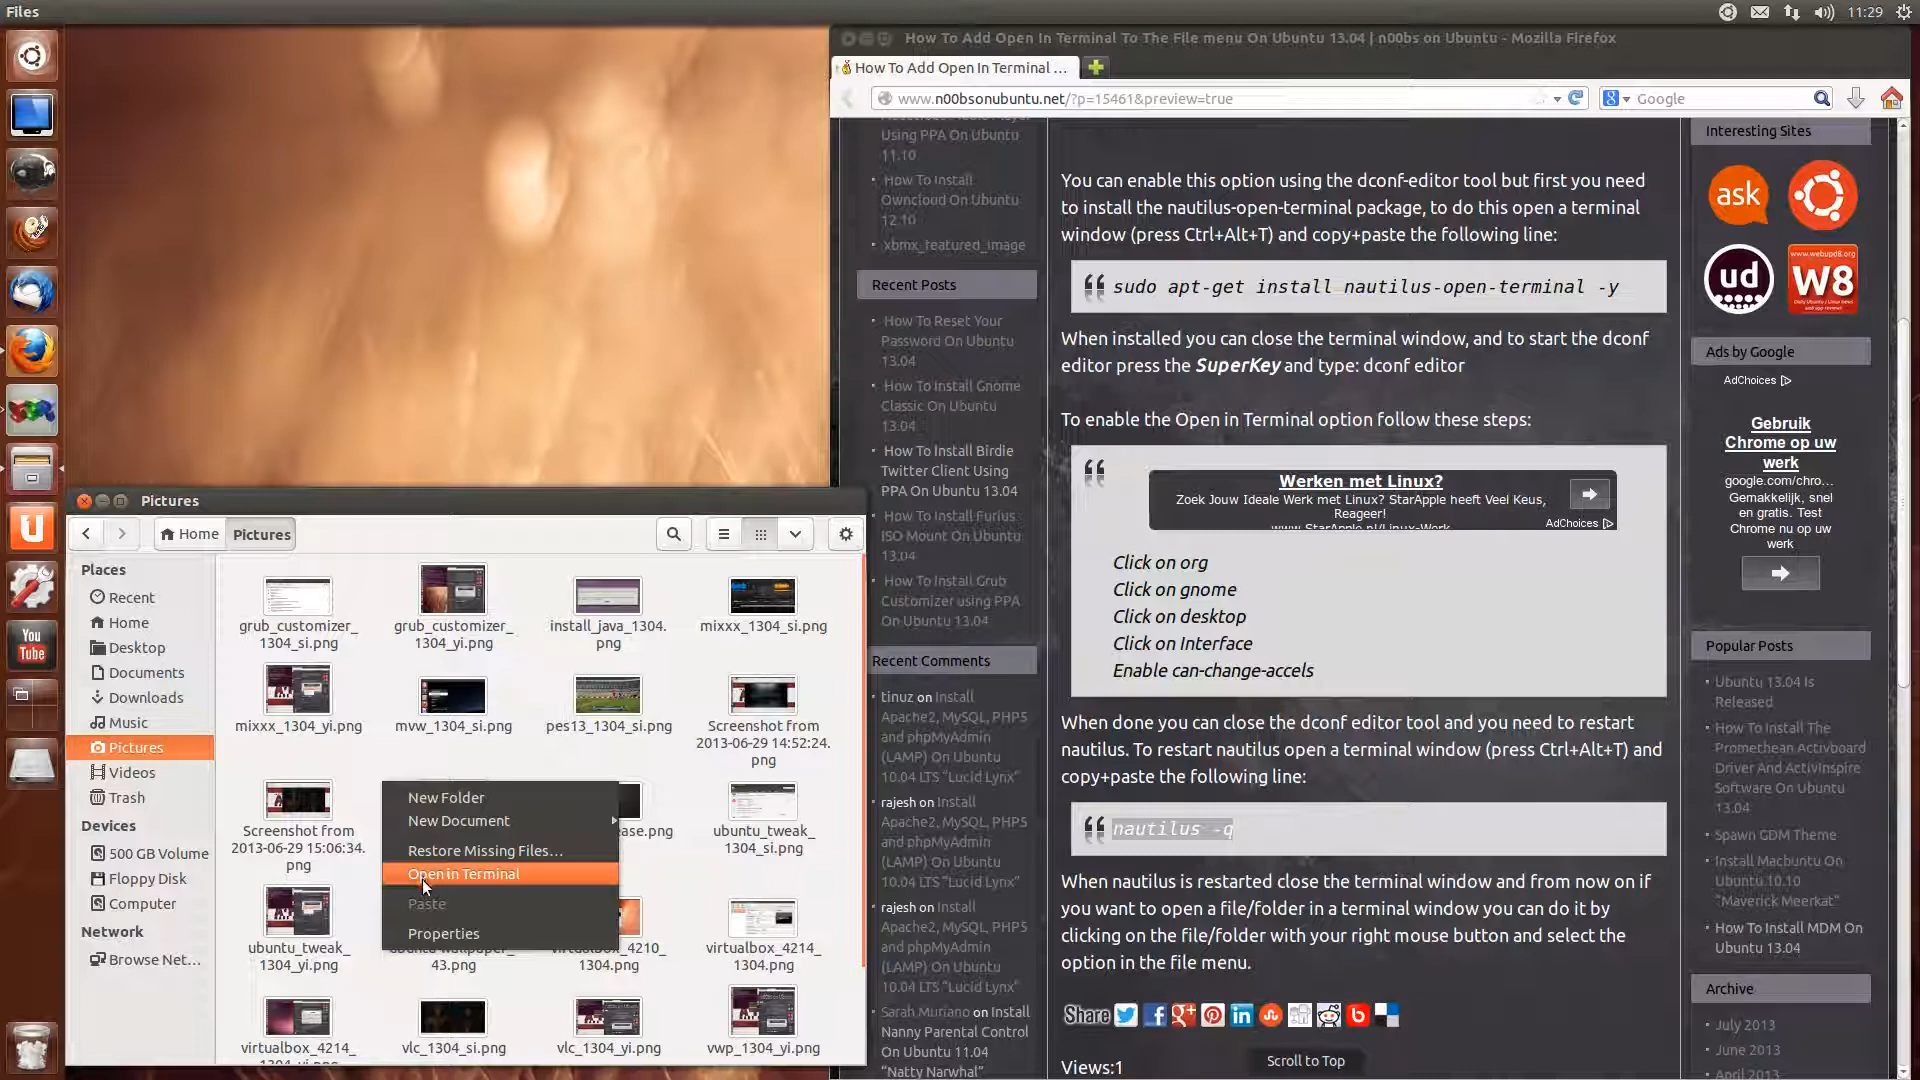 Files
11:29
How To Add Open In Terminal To The File menu On Ubuntu 13.04 | n00bs on Ubuntu - Mozilla Firefox
How To Add Open In Terminal ...
www.n00bsonubuntu.net/?p=15461&preview=true
Google
Using PPA On Ubuntu
11.10
How To Install
Owncloud On Ubuntu
12.10
xbmx_featured_image
Recent Posts
How To Reset Your
Password On Ubuntu
13.04
How To Install Gnome
Classic On Ubuntu
13.04
How To Install Birdie
Twitter Client Using
PPA On Ubuntu 13.04
How To Install Furius
ISO Mount On Ubuntu
13.04
How To Install Grub
Customizer using PPA
On Ubuntu 13.04
Recent Comments
tinuz on Install
Apache2, MySQL, PHP5
and phpMyAdmin
(LAMP) On Ubuntu
10.04 LTS "Lucid Lynx"
rajesh on Install
Apache2, MySQL, PHP5
and phpMyAdmin
(LAMP) On Ubuntu
10.04 LTS "Lucid Lynx"
rajesh on Install
Apache2, MySQL, PHP5
and phpMyAdmin
(LAMP) On Ubuntu
10.04 LTS "Lucid Lynx"
Sarah Muriano on Install
Nanny Parental Control
On Ubuntu 11.04
"Natty Narwhal"
You can enable this option using the dconf-editor tool but first you need
to install the nautilus-open-terminal package, to do this open a terminal
window (press Ctrl+Alt+T) and copy+paste the following line:
sudo apt-get install nautilus-open-terminal -y
When installed you can close the terminal window, and to start the dconf
editor press the SuperKey and type: dconf editor
To enable the Open in Terminal option follow these steps:
Werken met Linux?
Zoek Jouw Ideale Werk met Linux? StarApple heeft Veel Keus,
Reageer!
www.StarApple.nl/Linux-Werk
AdChoices
Click on org
Click on gnome
Click on desktop
Click on Interface
Enable can-change-accels
When done you can close the dconf editor tool and you need to restart
nautilus. To restart nautilus open a terminal window (press Ctrl+Alt+T) and
copy+paste the following line:
nautilus -q
When nautilus is restarted close the terminal window and from now on if
you want to open a file/folder in a terminal window you can do it by
clicking on the file/folder with your right mouse button and select the
option in the file menu.
Share
Views:1
Scroll to Top
Interesting Sites
ask
ud
www.webupd8.org
W8
Ads by Google
AdChoices
Gebruik
Chrome op uw
werk
google.com/chro...
Gemakkelijk, snel
en gratis. Test
Chrome nu op uw
werk
Popular Posts
Ubuntu 13.04 Is
Released
How To Install The
Promethean Activboard
Driver And ActivInspire
Software On Ubuntu
13.04
Spawn GDM Theme
Install Macbuntu On
Ubuntu 10.10
"Maverick Meerkat"
How To Install MDM On
Ubuntu 13.04
Archive
July 2013
June 2013
April 2013
Pictures
Home
Pictures
Places
Recent
Home
Desktop
Documents
Downloads
Music
Pictures
Videos
Trash
Devices
500 GB Volume
Floppy Disk
Computer
Network
Browse Net...
grub_customizer_
1304_si.png
grub_customizer_
1304_yi.png
install_java_1304.
png
mixxx_1304_si.png
mixxx_1304_yi.png
mvw_1304_si.png
pes13_1304_si.png
Screenshot from
2013-06-29 14:52:24.
png
Screenshot from
2013-06-29 15:06:34.
png
ease.png
ubuntu_tweak_
1304_si.png
ubuntu_tweak_
1304_yi.png
43.png
1304.png
virtualbox_4214_
1304.png
virtualbox_4214_
vlc_1304_si.png
vlc_1304_yi.png
vwp_1304_yi.png
New Folder
New Document
Restore Missing Files...
Open in Terminal
Paste
Properties
You
Tube